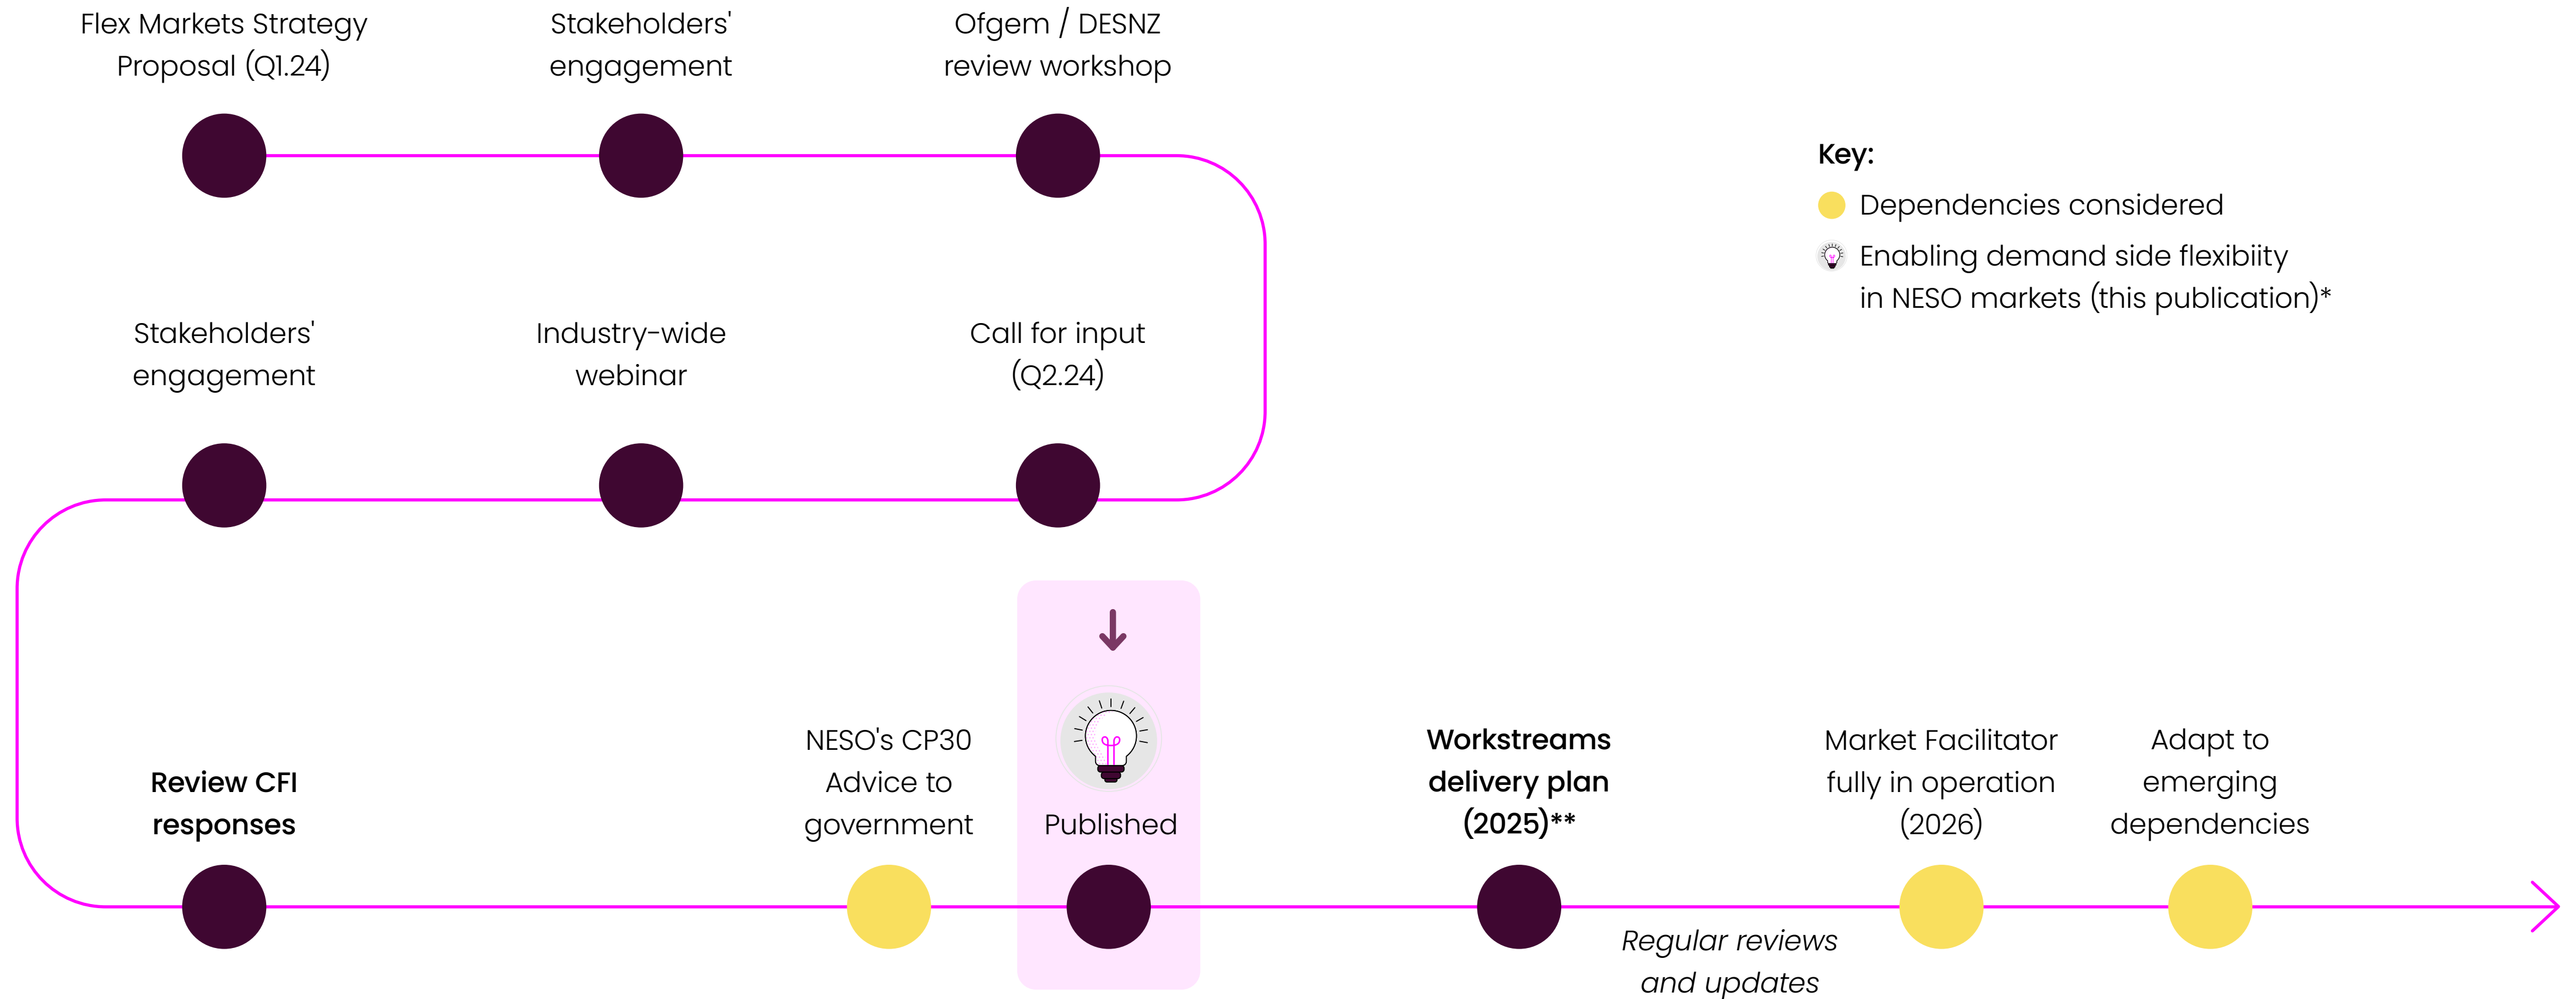 Flex Markets Strategy
Proposal (Q1.24)
Stakeholders'
engagement
Ofgem / DESNZ
review workshop
Key:
Dependencies considered
Enabling demand side flexibiity
in NESO markets (this publication)*
Stakeholders'
engagement
Industry-wide
webinar
Call for input
(Q2.24)
Review CFI
responses
NESO's CP30
Advice to
government
Published
Workstreams
delivery plan
(2025)**
Regular reviews
and updates
Market Facilitator
fully in operation
(2026)
Adapt to
emerging
dependencies